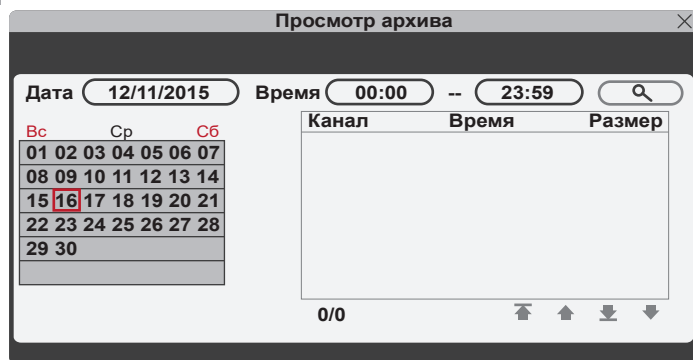 Просмотр архива
Дата 12/11/2015 Время 00:00 -- 23:59
Канал Время Размер
Вс Ср Сб
01 02 03 04 05 06 07
08 09 10 11 12 13 14
15 16 17 18 19 20 21
22 23 24 25 26 27 28
29 30
0/0